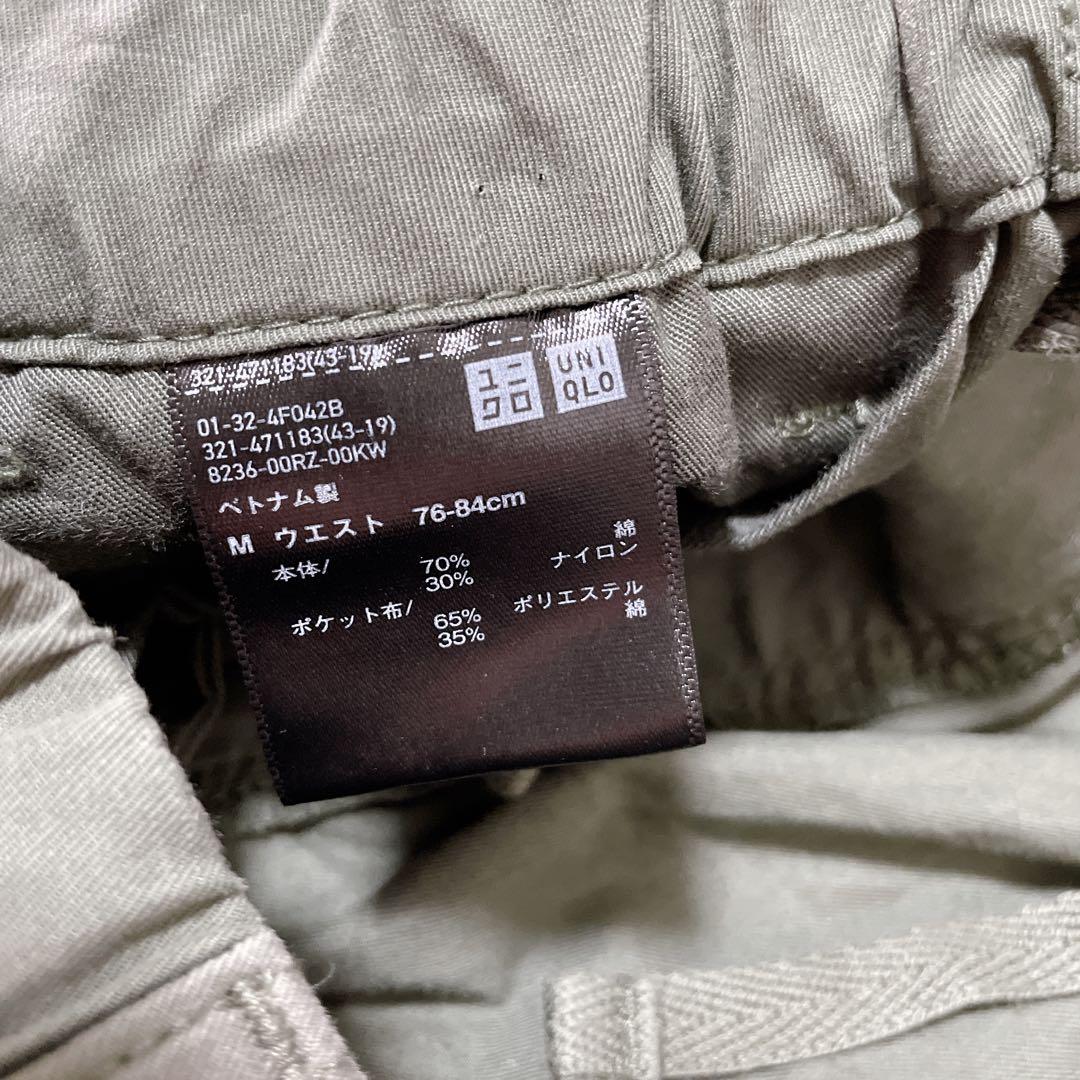 321-471183(43-19)
ユニ
クロ
UNI
QLO
01-32-4F042B
321-471183(43-19)
8236-00RZ-00KW
ベトナム製
M ウエスト 76-84cm
本体/ 70% 綿
30% ナイロン
ポケット布/ 65% ポリエステル
35% 綿